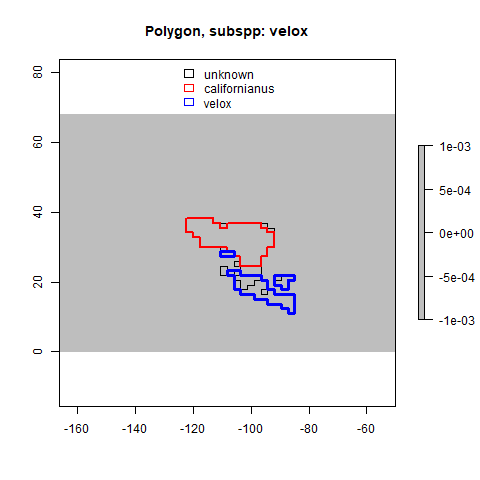 Polygon, subspp: velox
unknown
californianus
velox
80
60
40
20
0
-160
-140
-120
-100
-80
-60
1e-03
5e-04
0e+00
-5e-04
-1e-03